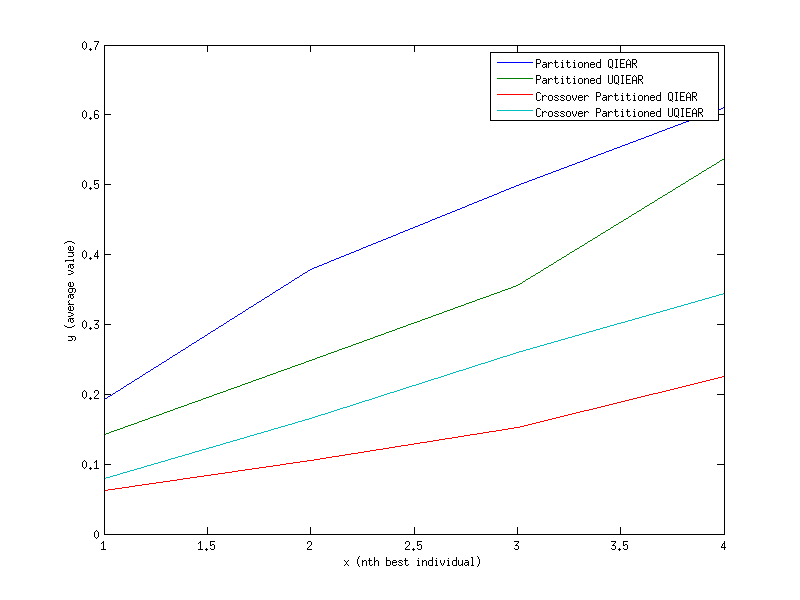 0.7
0.6
0.5
0.4
0.3
0.2
0.1
0
y (average value)
Partitioned QIEAR
Partitioned UQIEAR
Crossover Partitioned QIEAR
Crossover Partitioned UQIEAR
1 1.5 2 2.5 3 3.5 4
x (nth best individual)